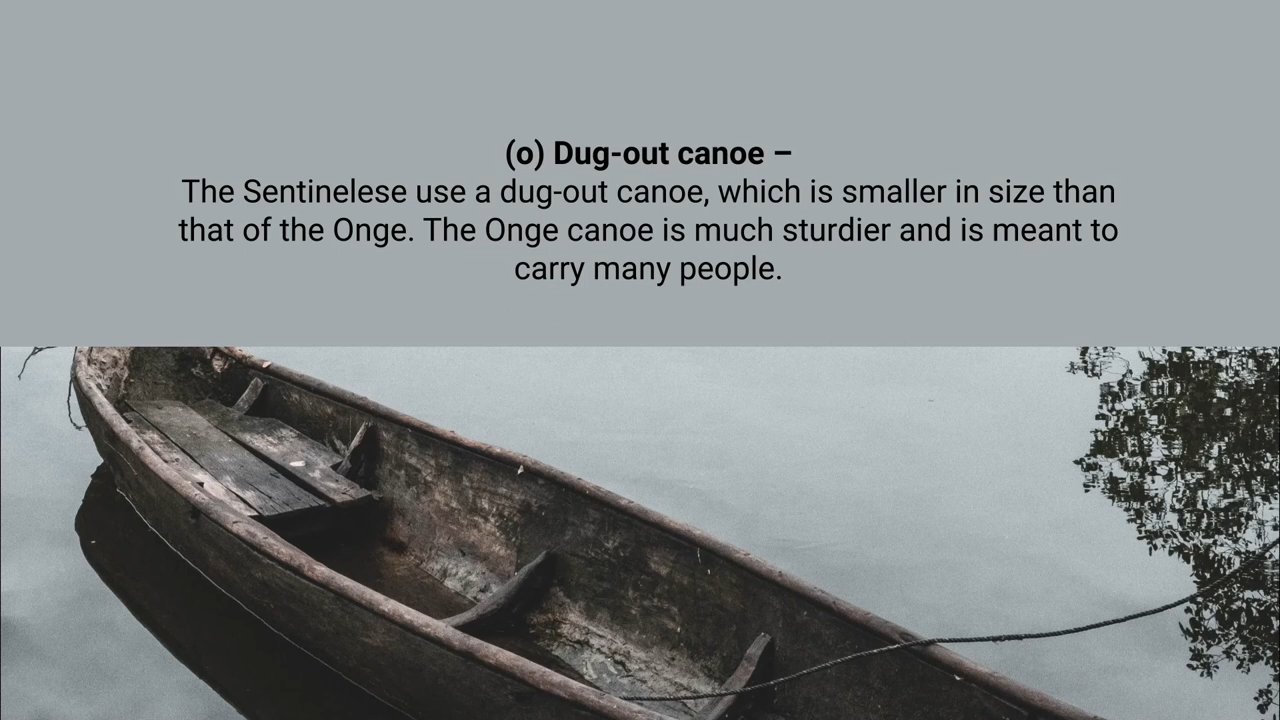 (o) Dug-out canoe –
The Sentinelese use a dug-out canoe, which is smaller in size than
that of the Onge. The Onge canoe is much sturdier and is meant to
carry many people.